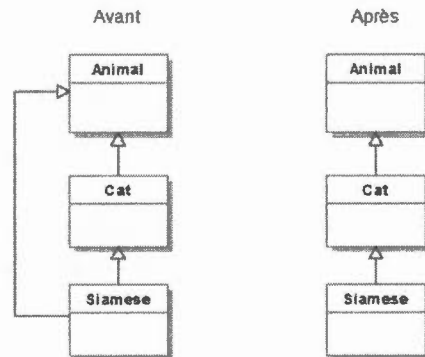 Avant
Après
Animal
Animal
Cat
Cat
Siamese
Siamese